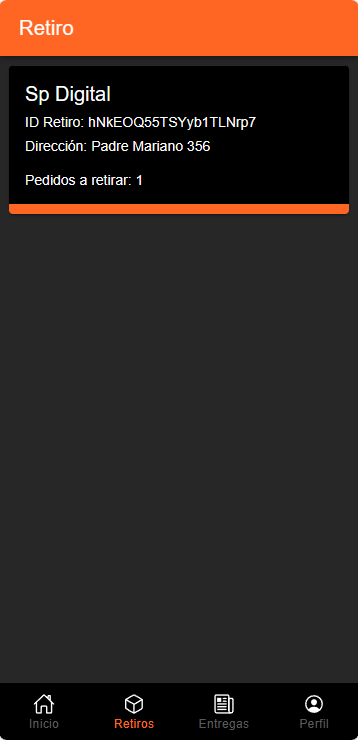 Retiro
Sp Digital
ID Retiro: hNkEOQ55TSYyb1TLNrp7
Dirección: Padre Mariano 356
Pedidos a retirar: 1
Inicio
Retiros
Entregas
Perfil